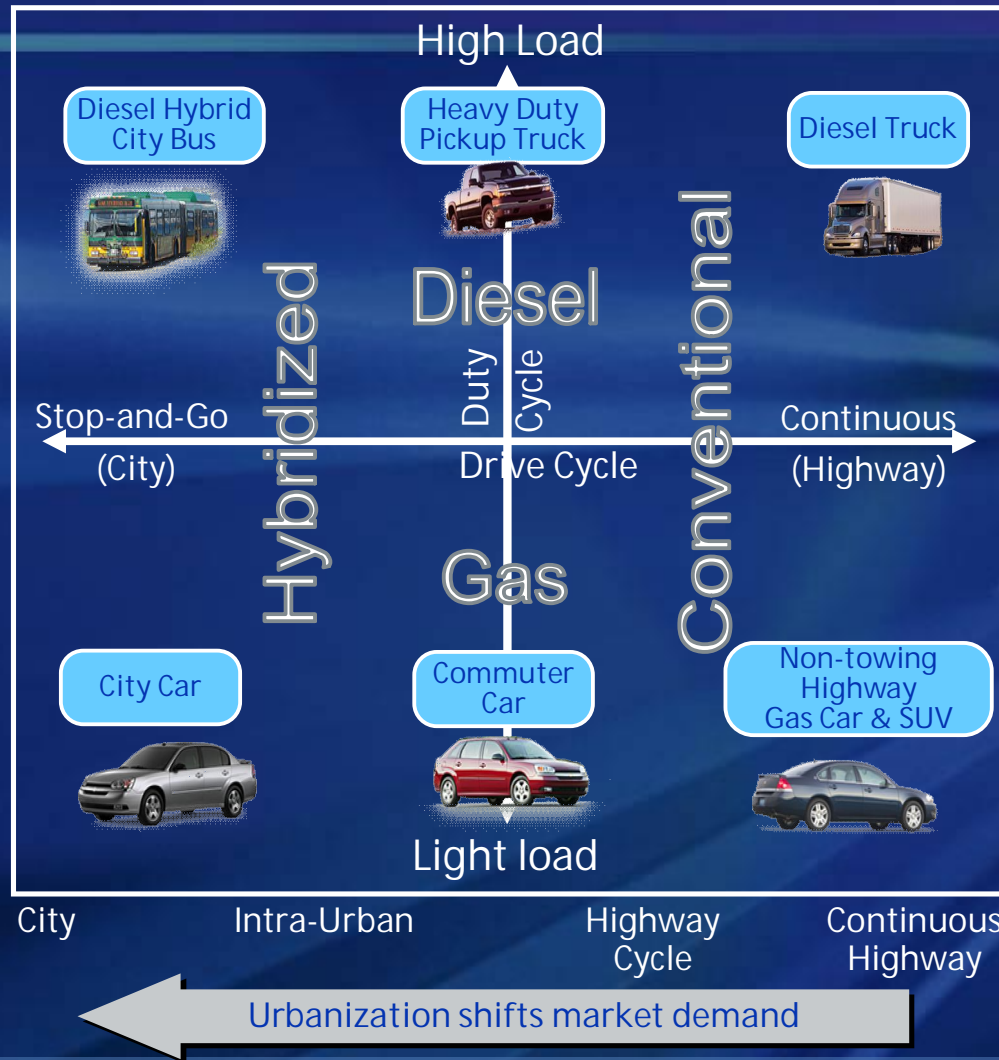 High Load
Diesel Hybrid
City Bus
Heavy Duty
Pickup Truck
Diesel Truck
Hybridized
Diesel
Conventional
Duty
Cycle
Stop-and-Go
(City)
Drive Cycle
Continuous
(Highway)
Gas
City Car
Commuter
Car
Non-towing
Highway
Gas Car & SUV
Light load
City
Intra-Urban
Highway
Cycle
Continuous
Highway
Urbanization shifts market demand